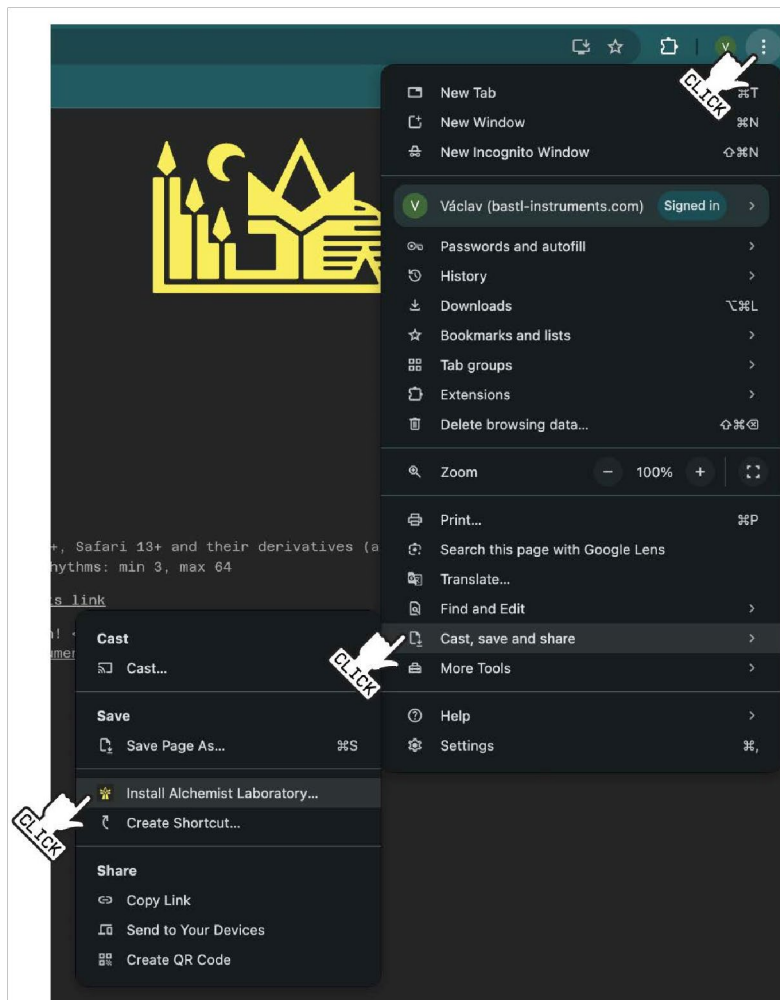 V
CLICK
New Tab ⌘T
New Window ⌘N
New Incognito Window ⇧⌘N
V Václav (bastl-instruments.com) Signed in
Passwords and autofill
History
Downloads ⌥⌘L
Bookmarks and lists
Tab groups
Extensions
Delete browsing data... ⇧⌘⌫
Zoom − 100% +
Print... ⌘P
Search this page with Google Lens
Translate...
Find and Edit
Cast, save and share
CLICK
More Tools
Help
Settings ⌘,
+, Safari 13+ and their derivatives (a
hythms: min 3, max 64
s link
Cast
Cast...
Save
Save Page As... ⌘S
Install Alchemist Laboratory...
CLICK
Create Shortcut...
Share
Copy Link
Send to Your Devices
Create QR Code